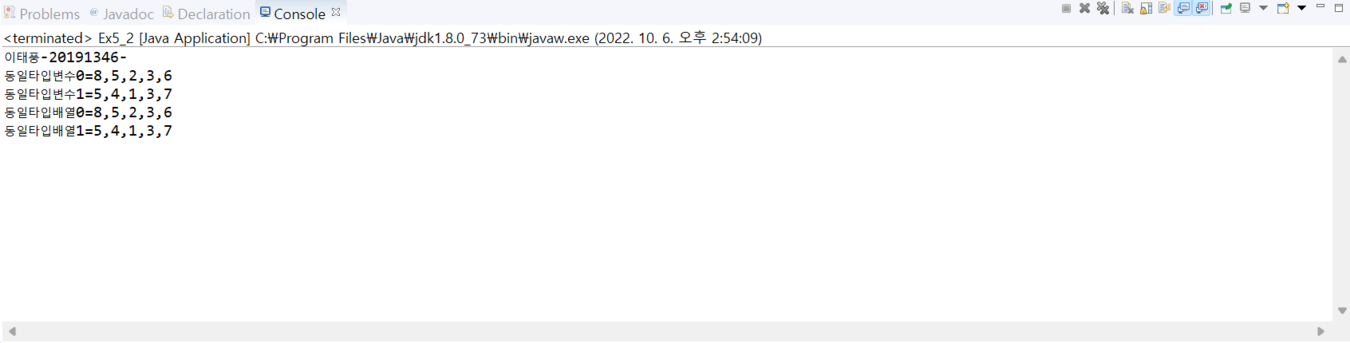 Problems Javadoc Declaration Console
<terminated> Ex5_2 [Java Application] C:₩Program Files₩Java₩jdk1.8.0_73₩bin₩javaw.exe (2022. 10. 6. 오후 2:54:09)
이태풍-20191346-
동일타입변수0=8,5,2,3,6
동일타입변수1=5,4,1,3,7
동일타입배열0=8,5,2,3,6
동일타입배열1=5,4,1,3,7